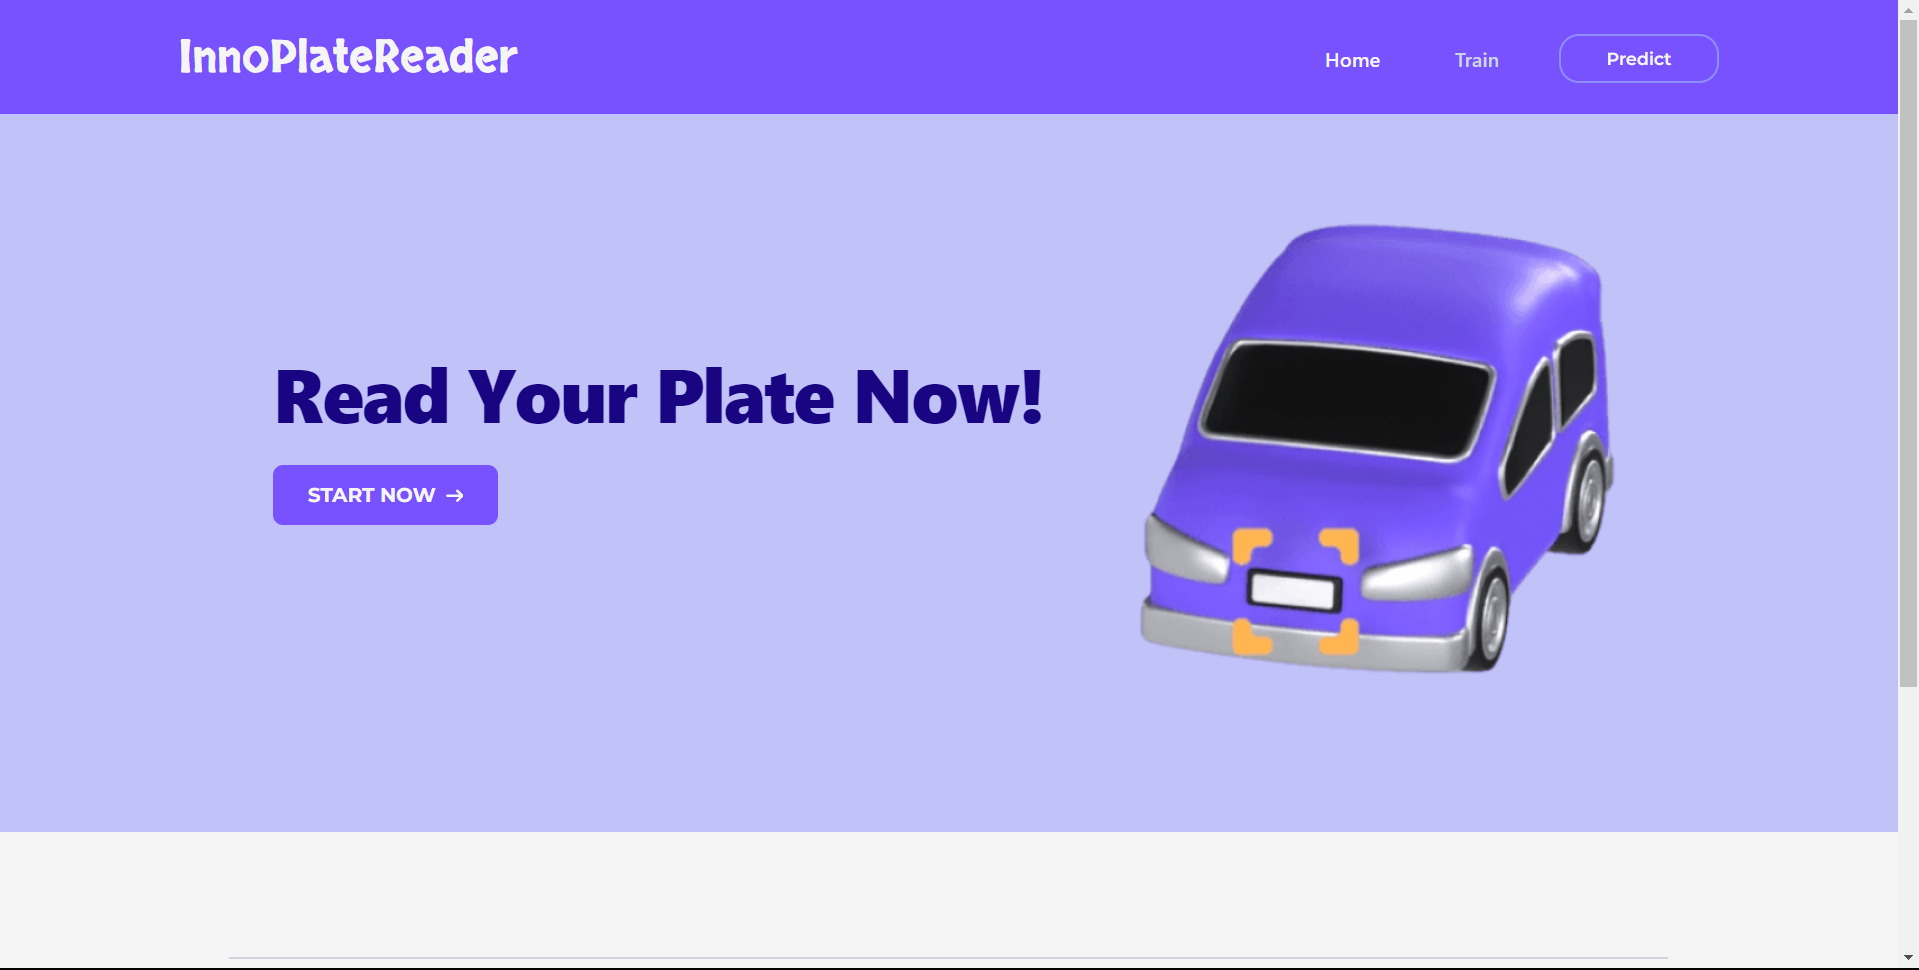 InnoPlateReader
Home Train Predict
Read Your Plate Now!
START NOW →